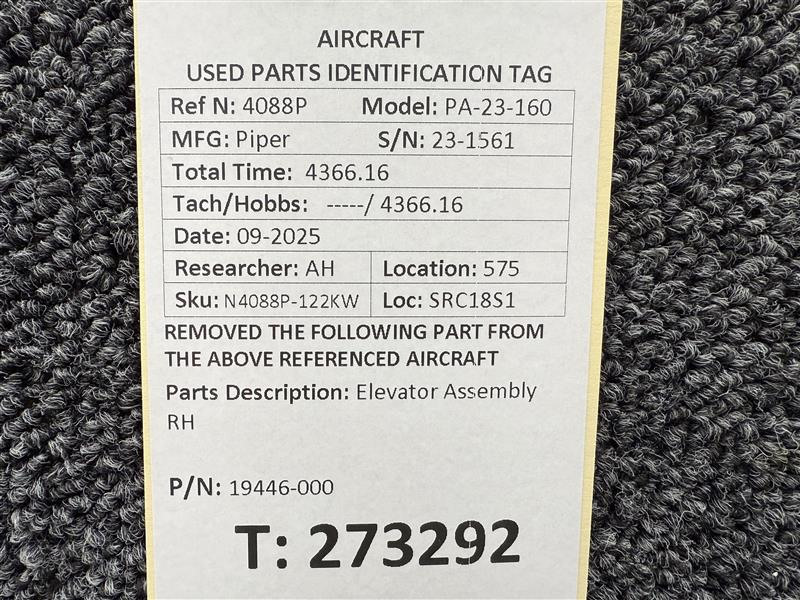 AIRCRAFT
USED PARTS IDENTIFICATION TAG
Ref N: 4088P Model: PA-23-160
MFG: Piper S/N: 23-1561
Total Time: 4366.16
Tach/Hobbs: -----/ 4366.16
Date: 09-2025
Researcher: AH Location: 575
Sku: N4088P-122KW Loc: SRC18S1
REMOVED THE FOLLOWING PART FROM
THE ABOVE REFERENCED AIRCRAFT
Parts Description: Elevator Assembly
RH
P/N: 19446-000
T: 273292